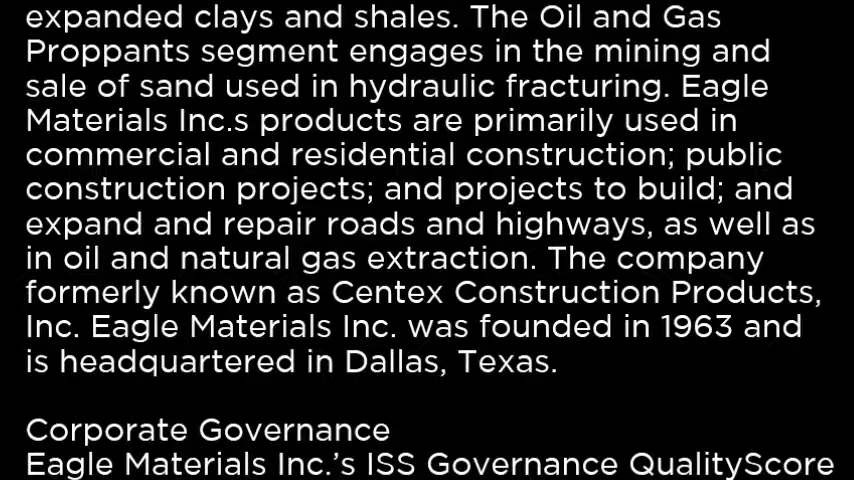 expanded clays and shales. The Oil and Gas
Proppants segment engages in the mining and
sale of sand used in hydraulic fracturing. Eagle
Materials Inc.s products are primarily used in
commercial and residential construction; public
construction projects; and projects to build; and
expand and repair roads and highways, as well as
in oil and natural gas extraction. The company
formerly known as Centex Construction Products,
Inc. Eagle Materials Inc. was founded in 1963 and
is headquartered in Dallas, Texas.
Corporate Governance
Eagle Materials Inc.’s ISS Governance QualityScore